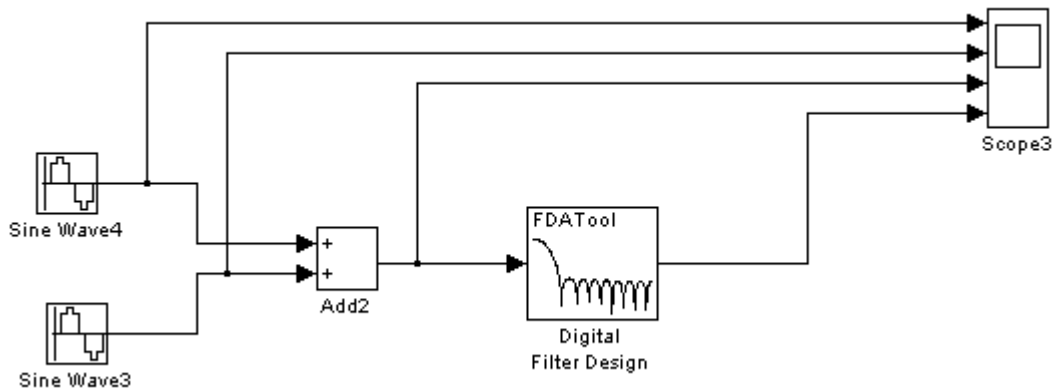 Scope3
Sine Wave4
FDATool
+
+
Add2
Digital
Filter Design
Sine Wave3